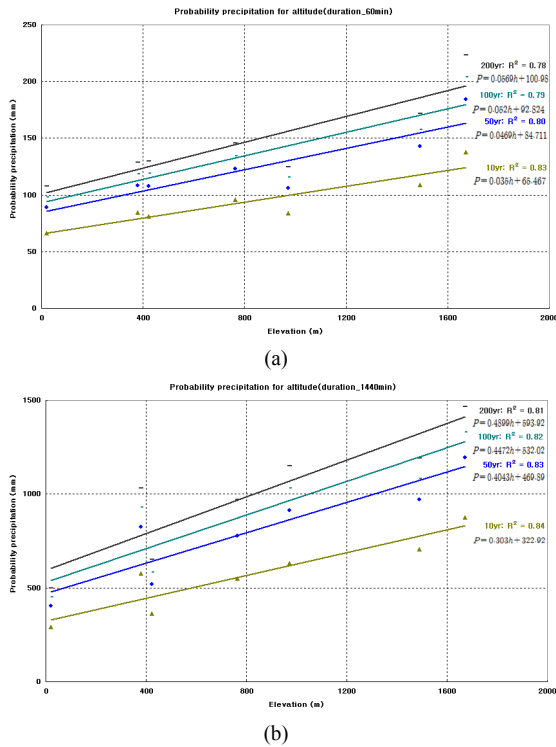 Probability precipitation for altitude(duration_60min)
250
200
150
100
50
0
Probability precipitation (mm)
200yr: R² = 0.78
P=0.0569h+100.98
100yr: R² = 0.79
P=0.052h+92.824
50yr: R² = 0.80
P=0.0469h+84.711
10yr: R² = 0.83
P=0.035h+65.467
0 400 800 1200 1600 2000
Elevation (m)
(a)
Probability precipitation for altitude(duration_1440min)
1500
1000
500
0
Probability precipitation (mm)
200yr: R² = 0.81
P=0.4899h+593.92
100yr: R² = 0.82
P=0.4472h+532.02
50yr: R² = 0.83
P=0.4043h+469.89
10yr: R² = 0.84
P=0.303h+322.92
0 400 800 1200 1600 2000
Elevation (m)
(b)